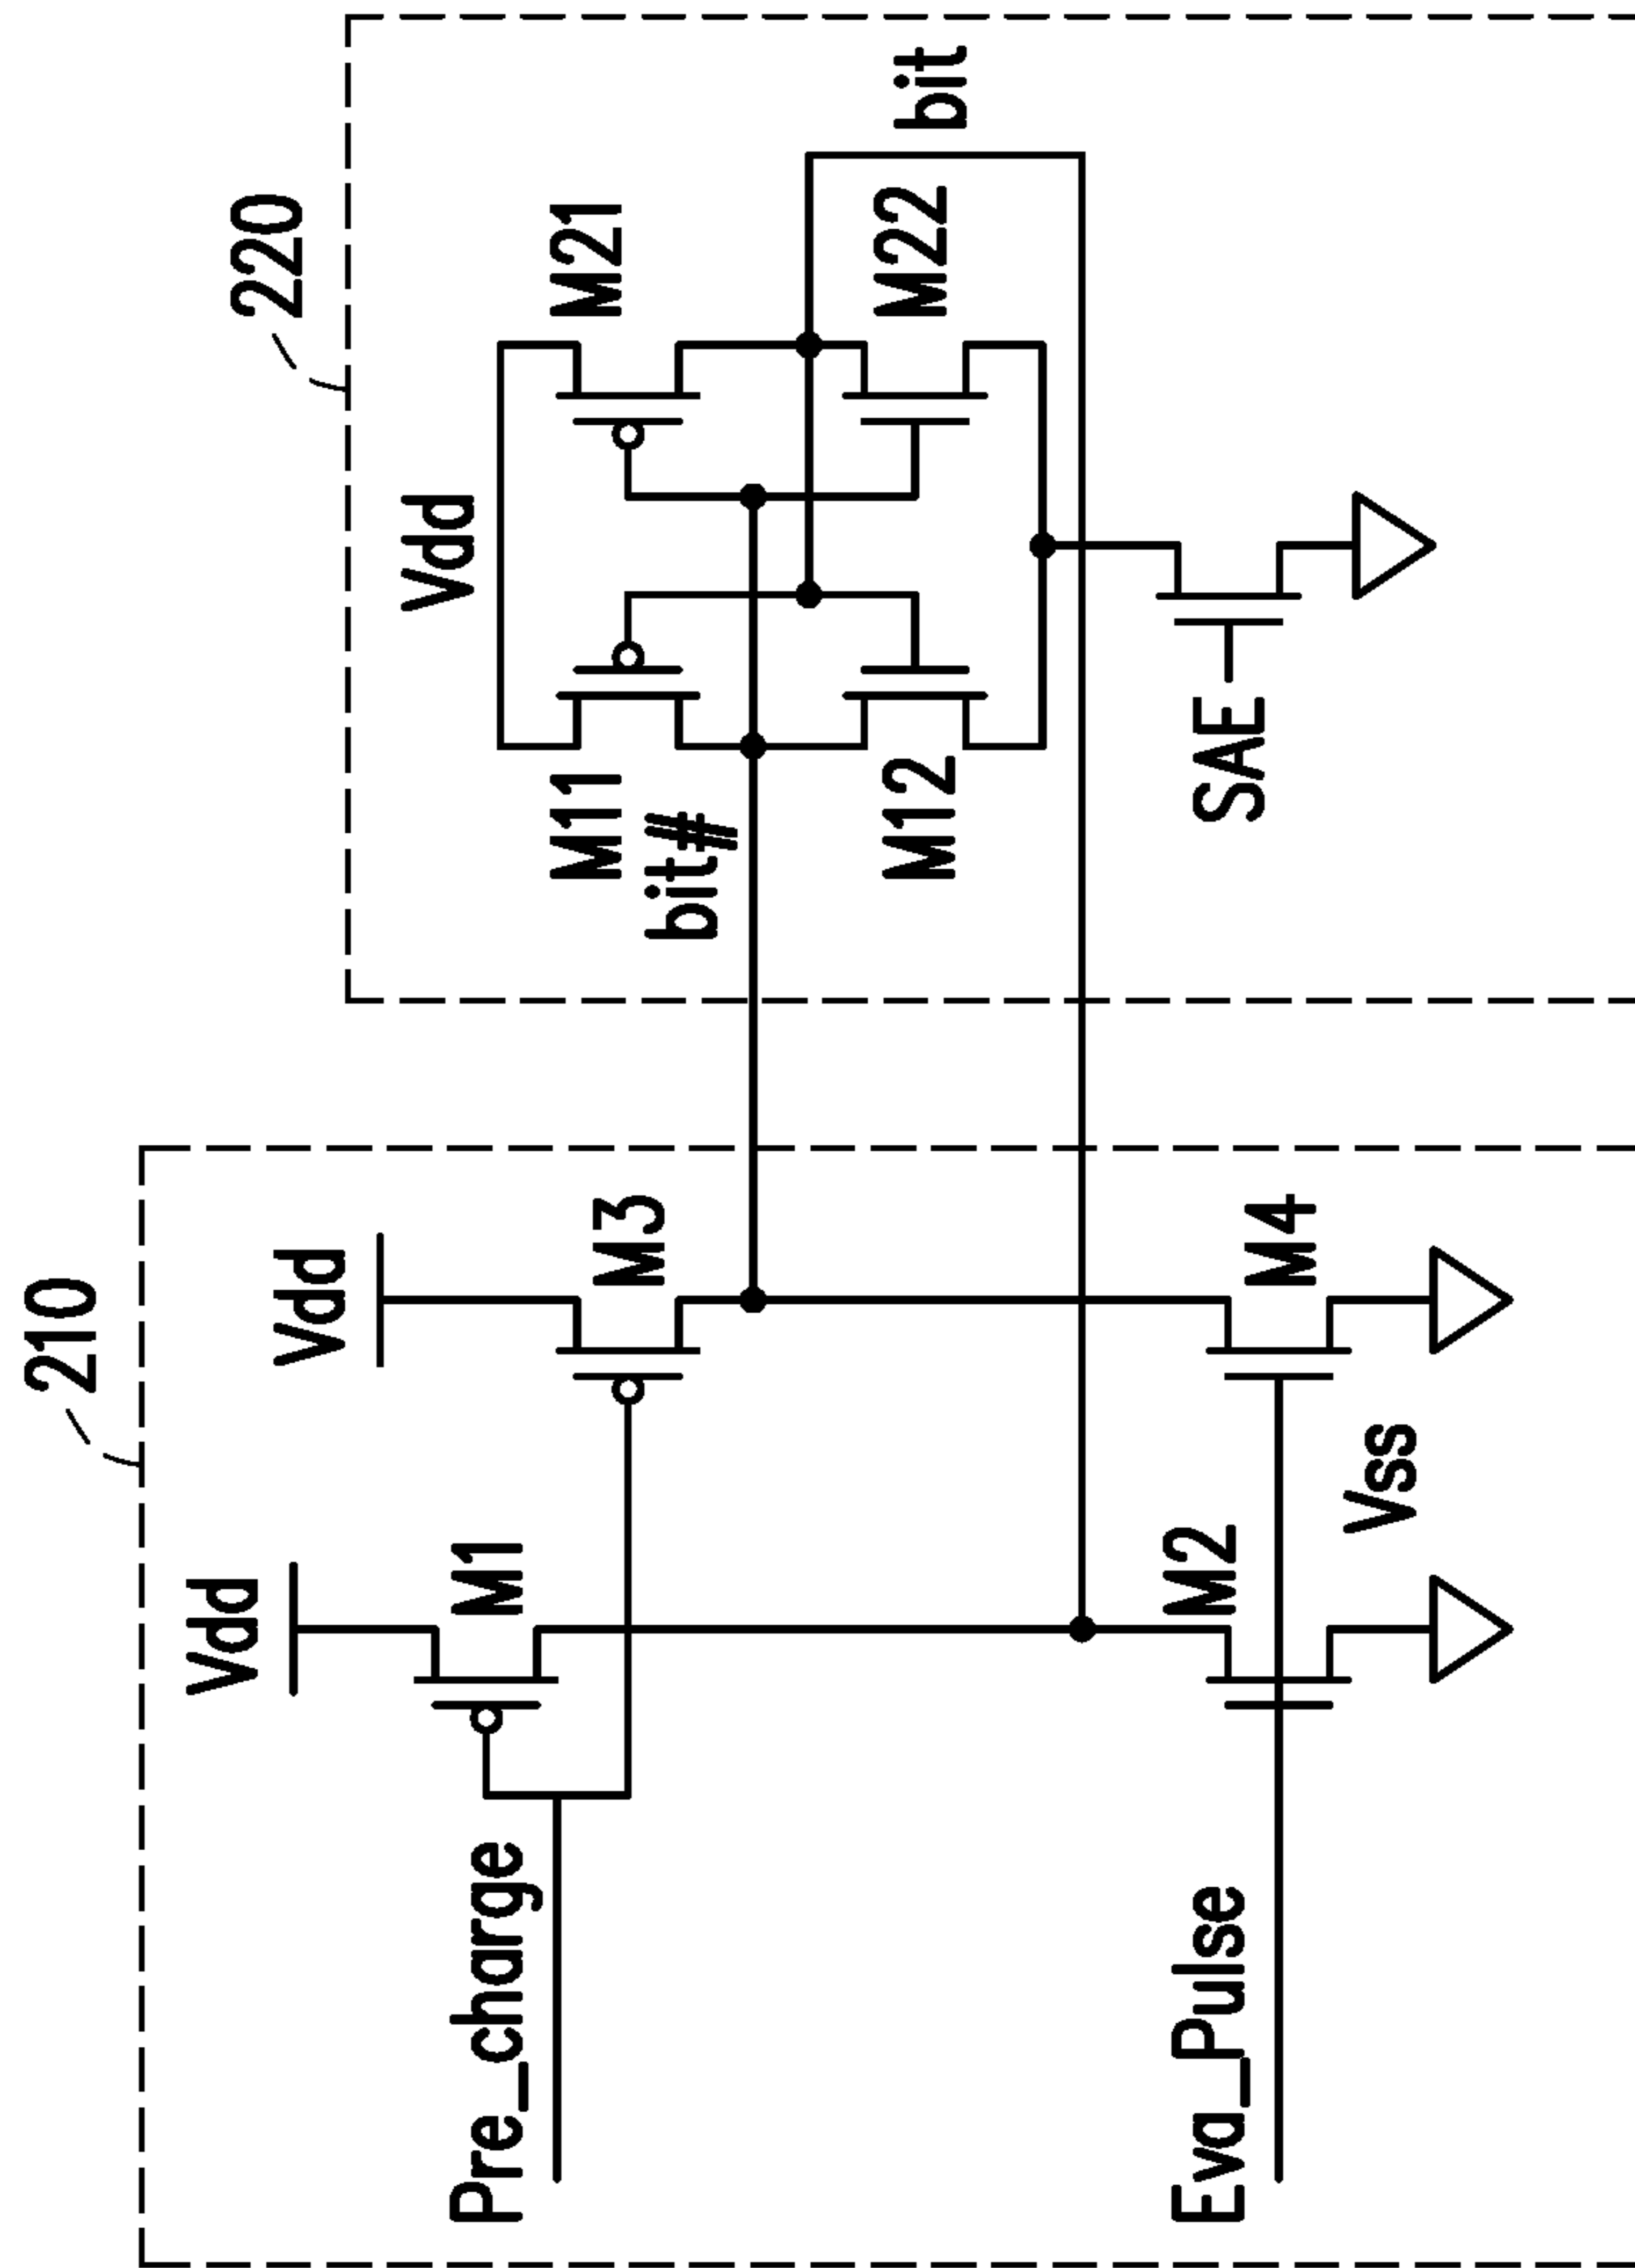 210
220
Vdd
Vdd
Vdd
Pre_charge
M1
M3
M11
M21
bit#
bit
M12
M22
Eva_Pulse
M2
M4
SAE
Vss